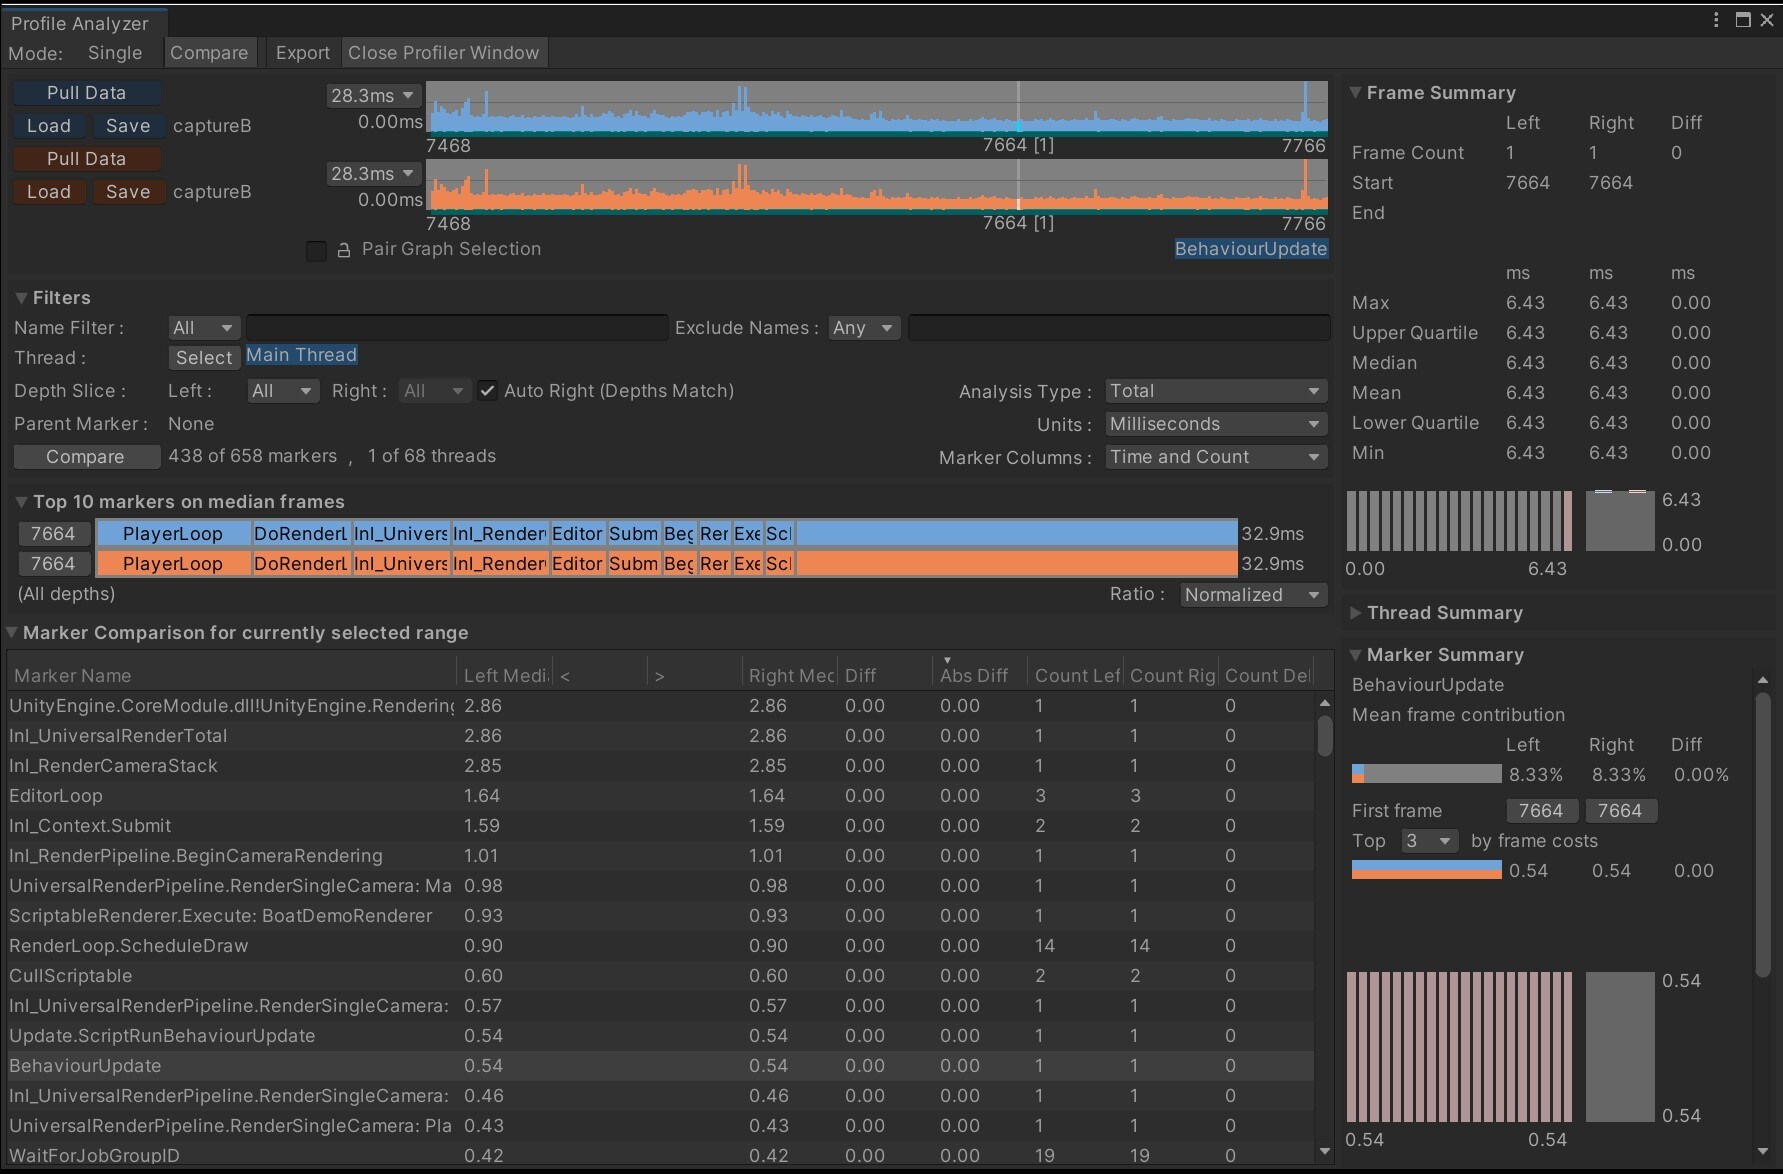 Profile Analyzer
Mode: Single Compare Export Close Profiler Window
Pull Data
Load Save captureB
Pull Data
Load Save captureB
28.3ms
0.00ms
7468 7664 [1] 7766
28.3ms
0.00ms
7468 7664 [1] 7766
Pair Graph Selection BehaviourUpdate
Filters
Name Filter : All Exclude Names : Any
Thread : Select Main Thread
Depth Slice : Left : All Right : All Auto Right (Depths Match) Analysis Type : Total
Parent Marker : None Units : Milliseconds
Compare 438 of 658 markers , 1 of 68 threads Marker Columns : Time and Count
Top 10 markers on median frames
7664 PlayerLoop DoRenderL Inl_Univers Inl_Render Editor Subm Beg Rer Exe Scl 32.9ms
7664 PlayerLoop DoRenderL Inl_Univers Inl_Render Editor Subm Beg Rer Exe Scl 32.9ms
(All depths) Ratio : Normalized
Marker Comparison for currently selected range
Marker Name Left Medi < > Right Mec Diff Abs Diff Count Lef Count Rig Count Del
UnityEngine.CoreModule.dll!UnityEngine.Rendering 2.86 2.86 0.00 0.00 1 1 0
Inl_UniversalRenderTotal 2.86 2.86 0.00 0.00 1 1 0
Inl_RenderCameraStack 2.85 2.85 0.00 0.00 1 1 0
EditorLoop 1.64 1.64 0.00 0.00 3 3 0
Inl_Context.Submit 1.59 1.59 0.00 0.00 2 2 0
Inl_RenderPipeline.BeginCameraRendering 1.01 1.01 0.00 0.00 1 1 0
UniversalRenderPipeline.RenderSingleCamera: Ma 0.98 0.98 0.00 0.00 1 1 0
ScriptableRenderer.Execute: BoatDemoRenderer 0.93 0.93 0.00 0.00 1 1 0
RenderLoop.ScheduleDraw 0.90 0.90 0.00 0.00 14 14 0
CullScriptable 0.60 0.60 0.00 0.00 2 2 0
Inl_UniversalRenderPipeline.RenderSingleCamera: 0.57 0.57 0.00 0.00 1 1 0
Update.ScriptRunBehaviourUpdate 0.54 0.54 0.00 0.00 1 1 0
BehaviourUpdate 0.54 0.54 0.00 0.00 1 1 0
Inl_UniversalRenderPipeline.RenderSingleCamera: 0.46 0.46 0.00 0.00 1 1 0
UniversalRenderPipeline.RenderSingleCamera: Pla 0.43 0.43 0.00 0.00 1 1 0
WaitForJobGroupID 0.42 0.42 0.00 0.00 19 19 0
Frame Summary
Left Right Diff
Frame Count 1 1 0
Start 7664 7664
End
ms ms ms
Max 6.43 6.43 0.00
Upper Quartile 6.43 6.43 0.00
Median 6.43 6.43 0.00
Mean 6.43 6.43 0.00
Lower Quartile 6.43 6.43 0.00
Min 6.43 6.43 0.00
6.43
0.00
0.00 6.43
Thread Summary
Marker Summary
BehaviourUpdate
Mean frame contribution
Left Right Diff
8.33% 8.33% 0.00%
First frame 7664 7664
Top 3 by frame costs
0.54 0.54 0.00
0.54
0.54
0.54 0.54